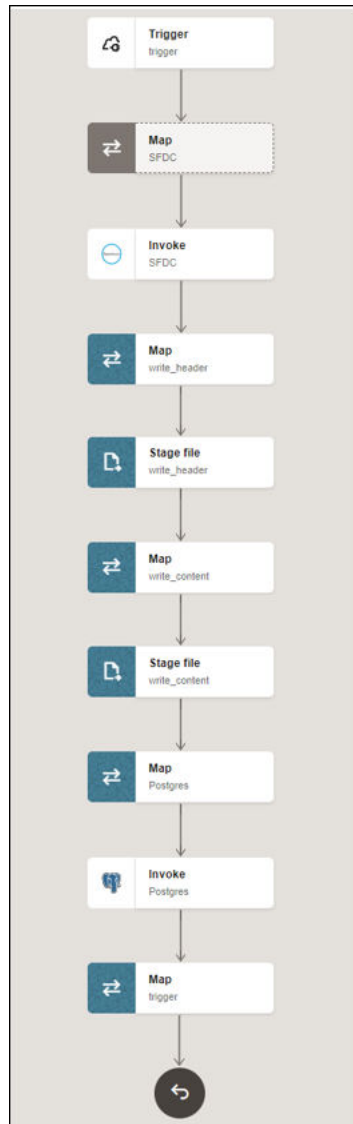 Trigger
trigger
Map
SFDC
Invoke
SFDC
Map
write_header
Stage file
write_header
Map
write_content
Stage file
write_content
Map
Postgres
Invoke
Postgres
Map
trigger